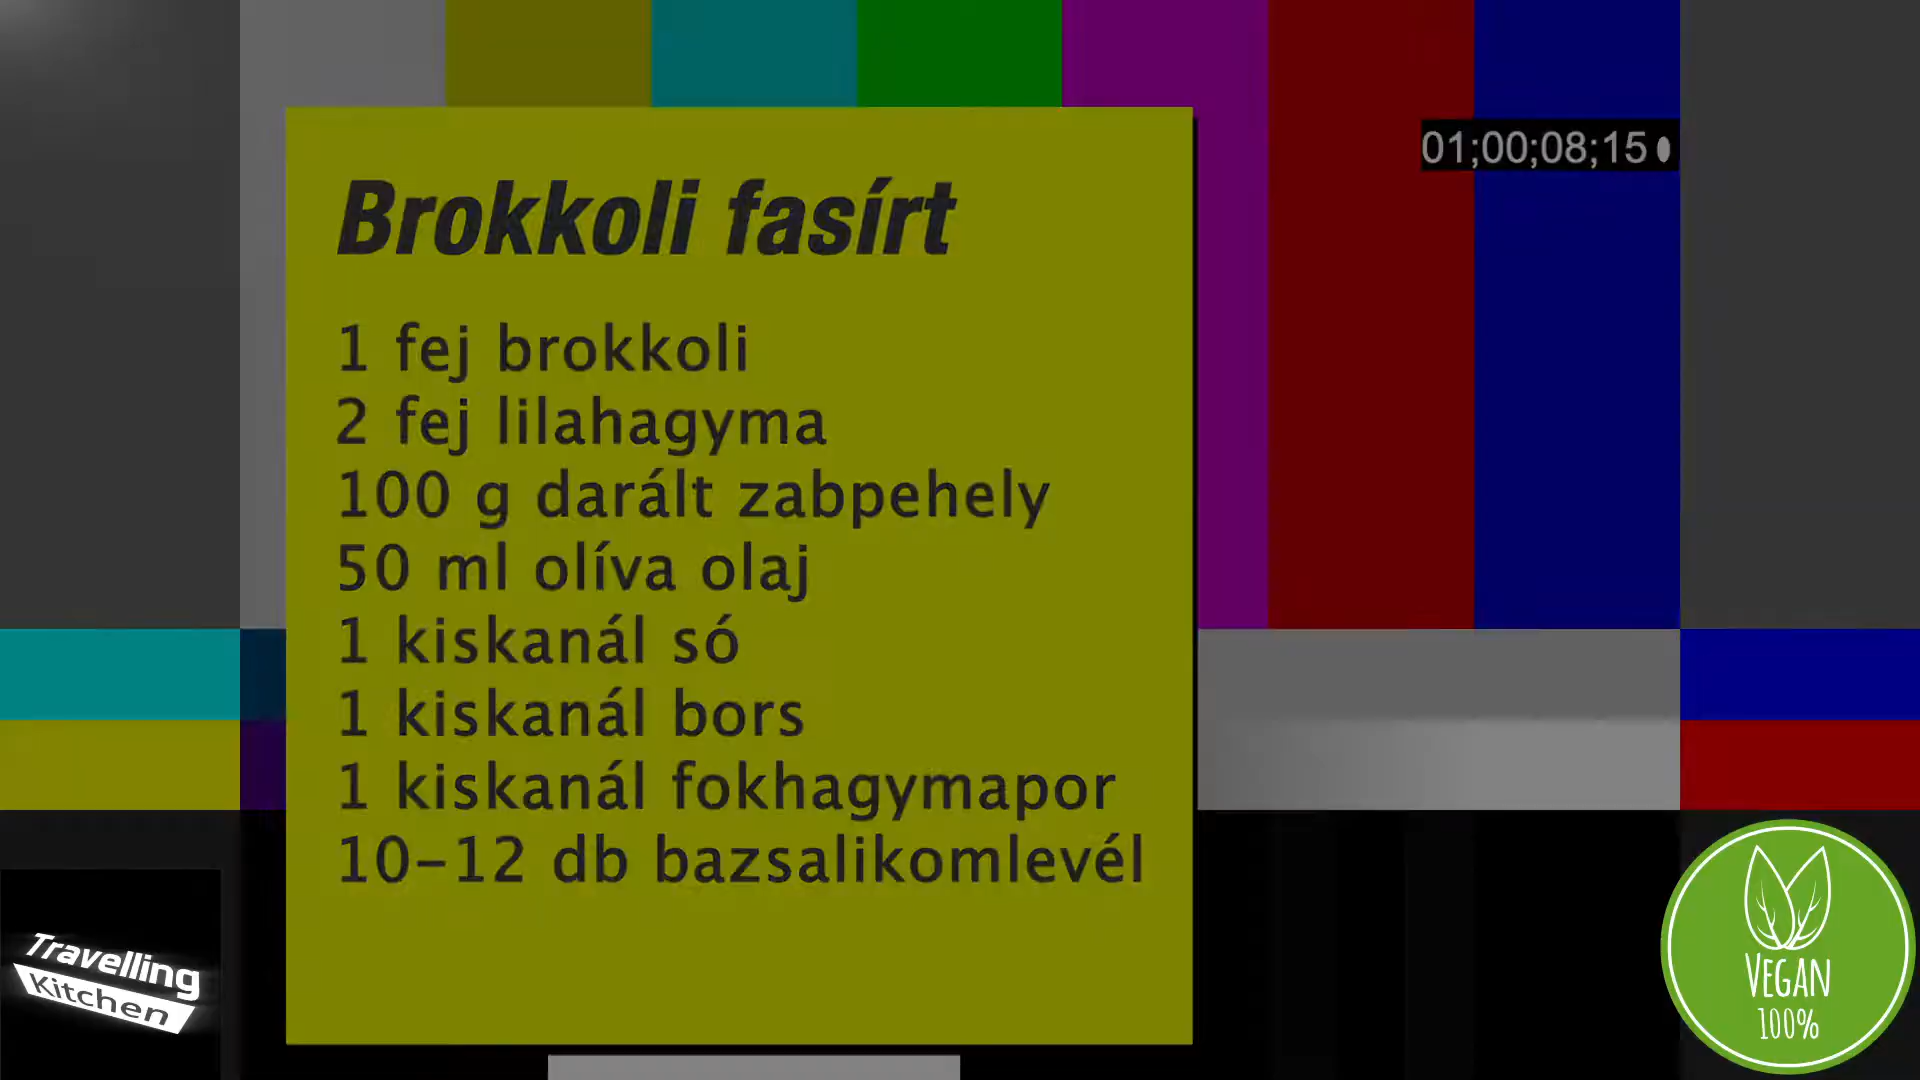 01;00;08;15
Brokkoli fasírt
1 fej brokkoli
2 fej lilahagyma
100 g darált zabpehely
50 ml olíva olaj
1 kiskanál só
1 kiskanál bors
1 kiskanál fokhagymapor
10-12 db bazsalikomlevél
Travelling
Kitchen
VEGAN
100%